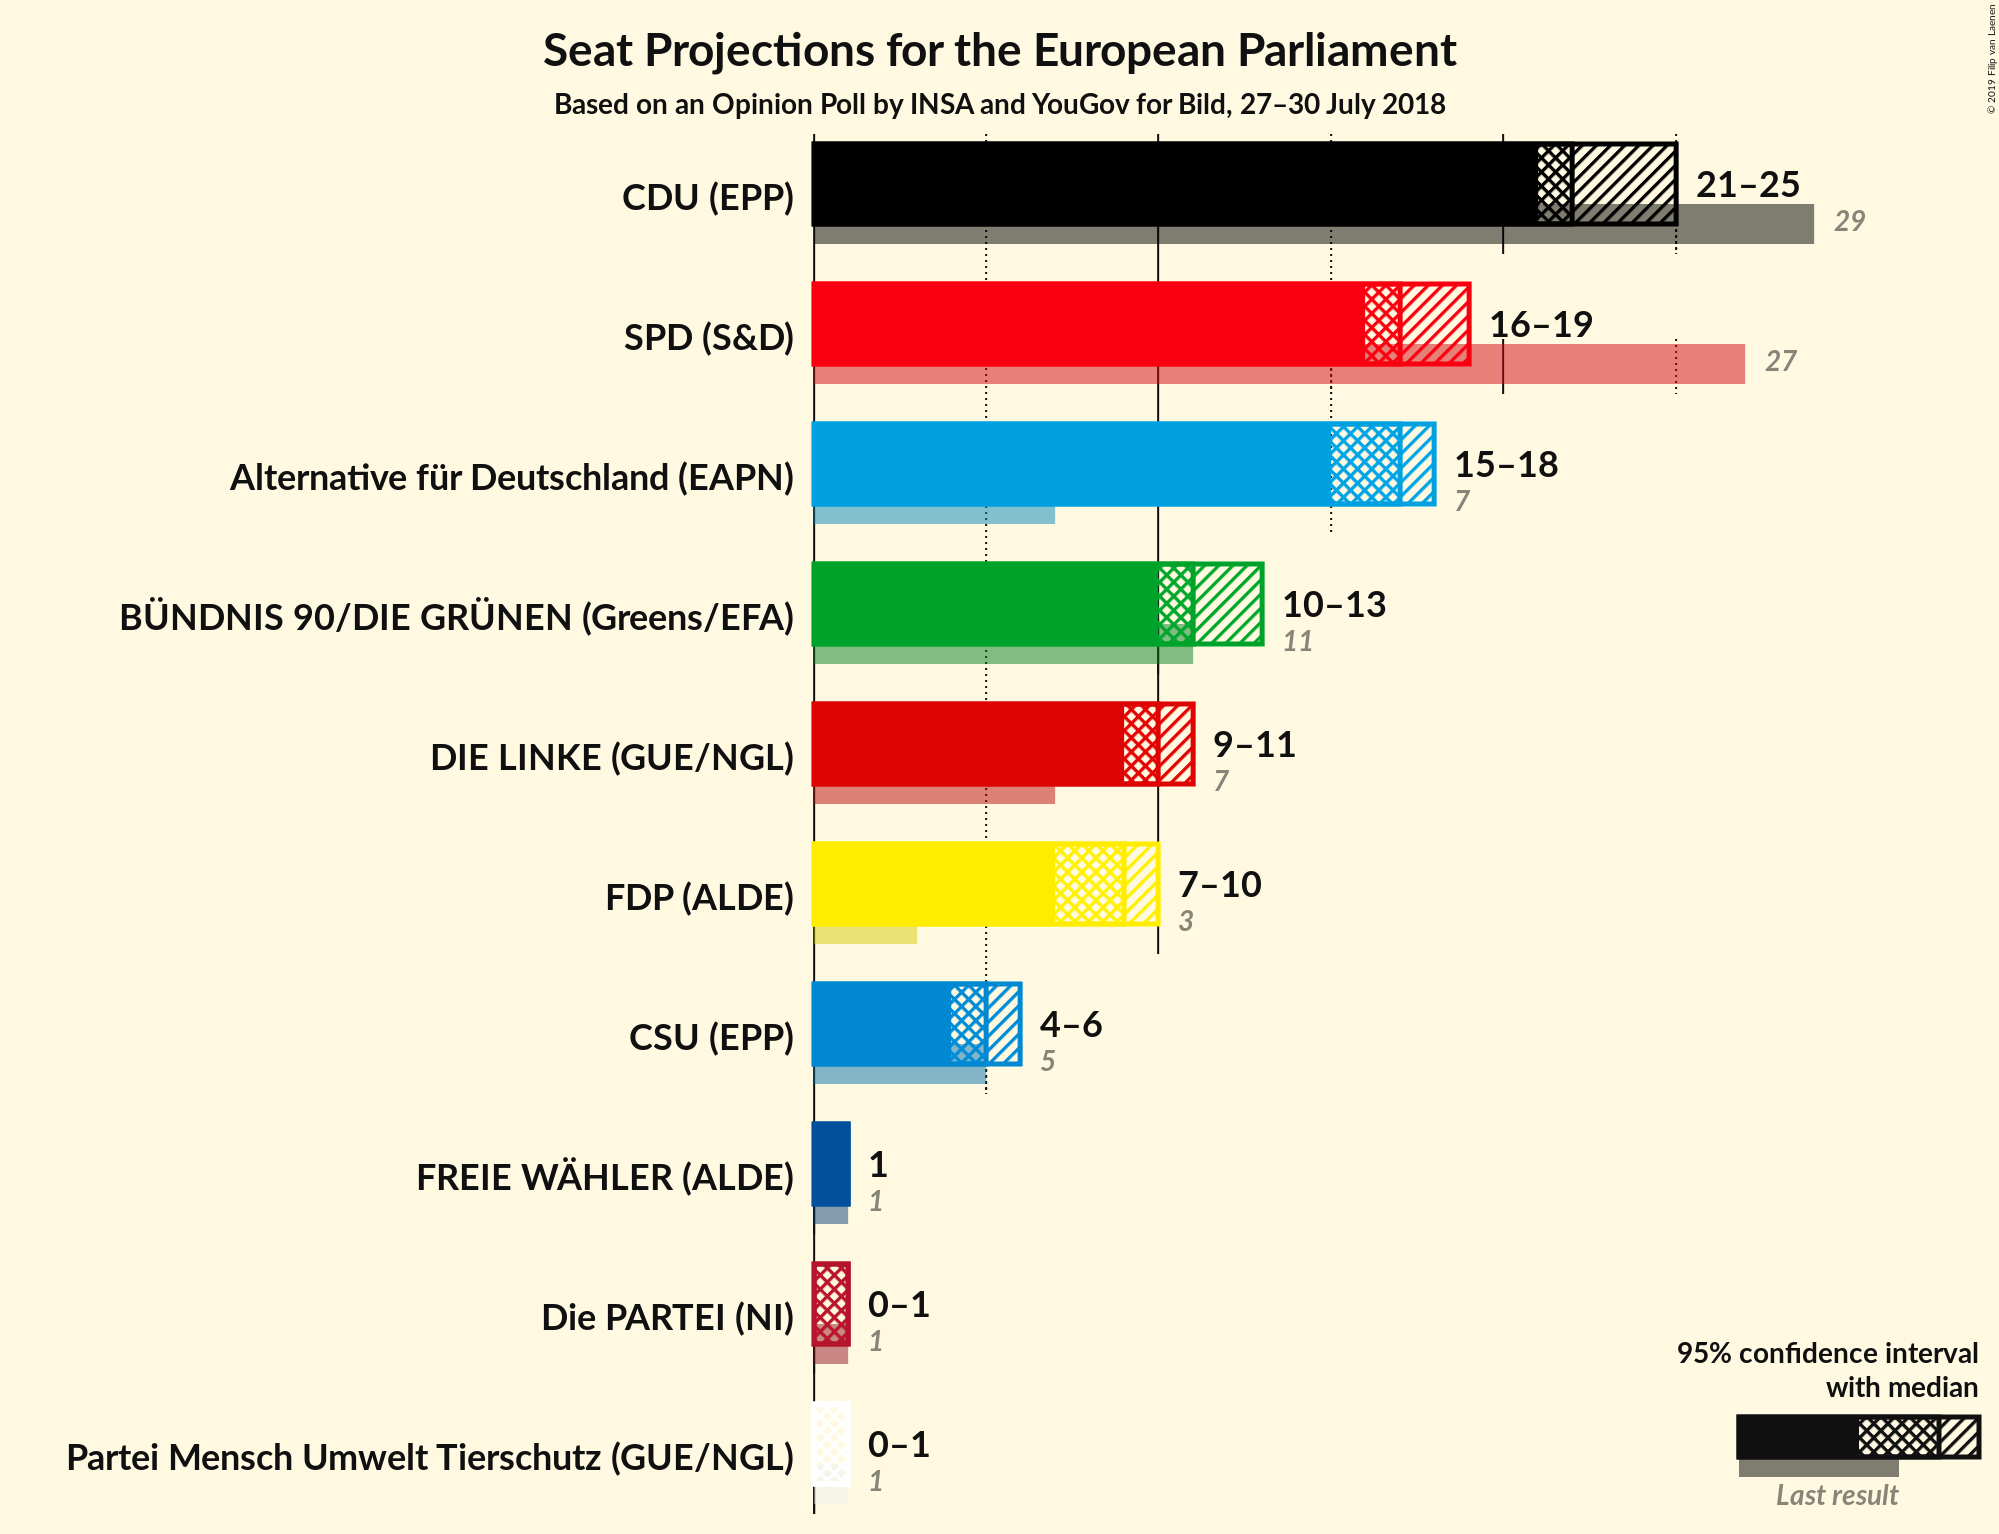 © 2019 Filip van Laenen
Seat Projections for the European Parliament
Based on an Opinion Poll by INSA and YouGov for Bild, 27–30 July 2018
CDU (EPP)
21–25
29
SPD (S&D)
16–19
27
Alternative für Deutschland (EAPN)
15–18
7
BÜNDNIS 90/DIE GRÜNEN (Greens/EFA)
10–13
11
DIE LINKE (GUE/NGL)
9–11
7
FDP (ALDE)
7–10
3
CSU (EPP)
4–6
5
FREIE WÄHLER (ALDE)
1
1
Die PARTEI (NI)
0–1
1
Partei Mensch Umwelt Tierschutz (GUE/NGL)
0–1
1
95% confidence interval
with median
Last result